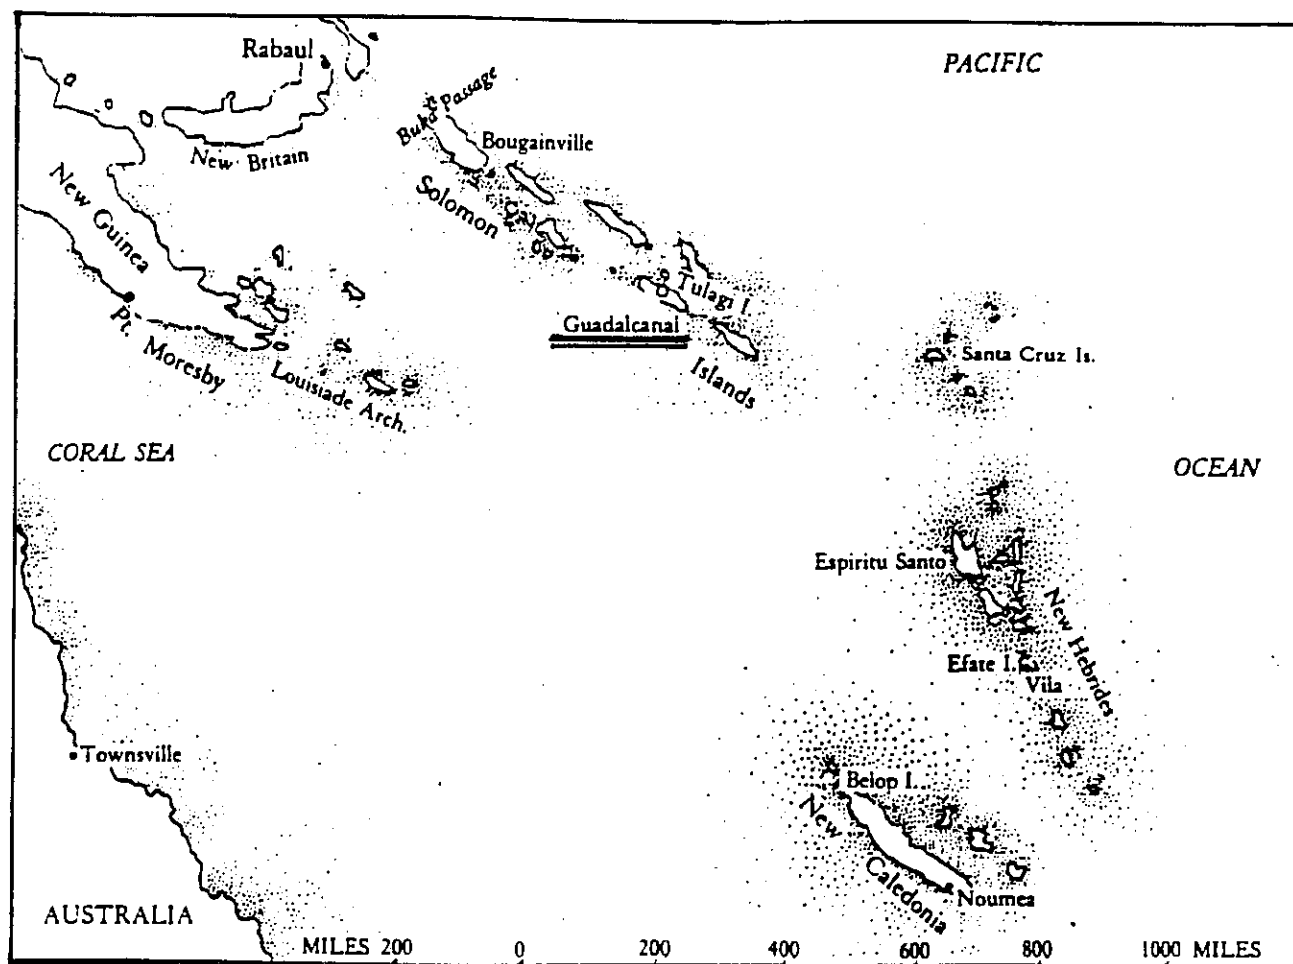 PACIFIC
Rabaul
Buka Passage
Bougainville
New Britain
New Guinea
Solomon
Tulagi I.
Pt. Moresby
Guadalcanal
Santa Cruz Is.
Islands
Louisiade Arch.
CORAL SEA
OCEAN
Espiritu Santo
New Hebrides
Efate I.
Vila
Townsville
Belop I.
New Caledonia
Noumea
AUSTRALIA
MILES 200 0 200 400 600 800 1000 MILES